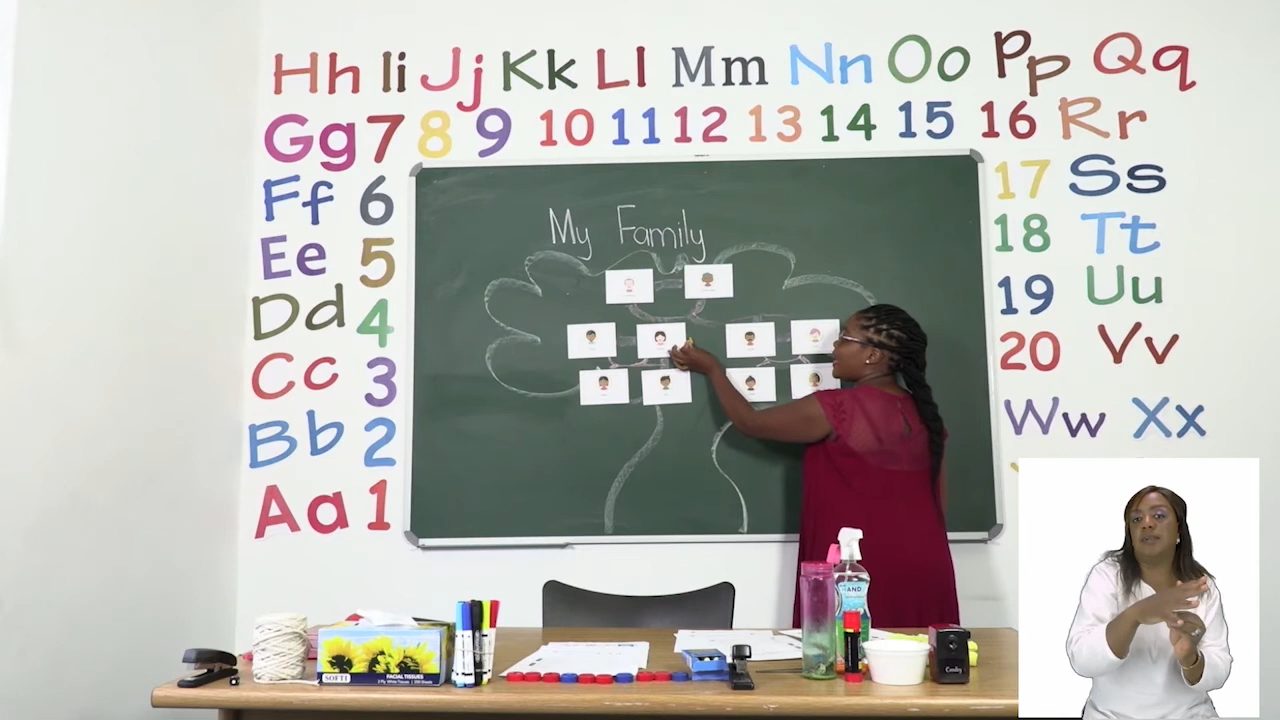 Hh Ii Jj Kk Ll Mm Nn Oo Pp Qq
Gg 7 8 9 10 11 12 13 14 15 16 Rr
Ff 6 17 Ss
Ee 5 18 Tt
Dd 4 19 Uu
Cc 3 20 Vv
Bb 2 Ww Xx
Aa 1
My Family
HAND
SOFTI
FACIAL TISSUES